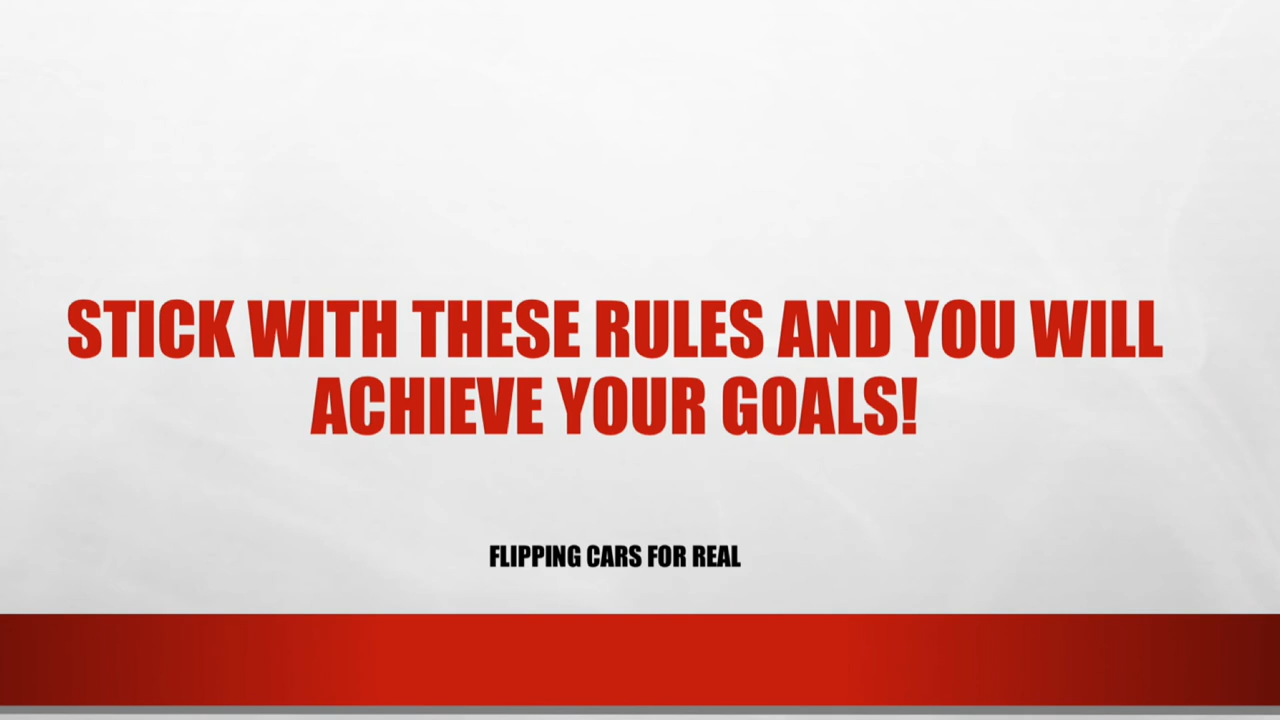 STICK WITH THESE RULES AND YOU WILL
ACHIEVE YOUR GOALS!
FLIPPING CARS FOR REAL